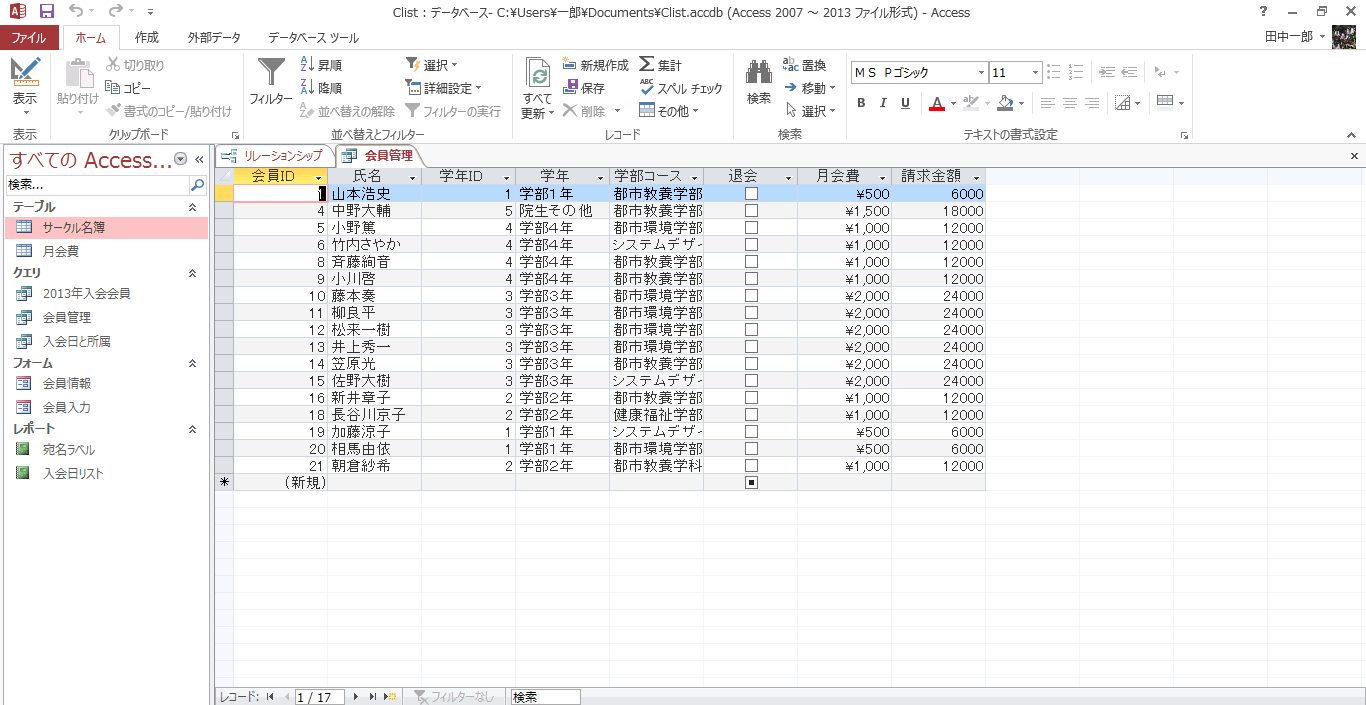 Clist : データベース- C:¥Users¥一郎¥Documents¥Clist.accdb (Access 2007 ～ 2013 ファイル形式) - Access
ファイル ホーム 作成 外部データ データベース ツール 田中一郎
表示 貼り付け 切り取り コピー 書式のコピー/貼り付け フィルター 昇順 降順 並べ替えの解除 選択 詳細設定 フィルターの実行 すべて更新 新規作成 保存 削除 集計 スペル チェック その他 検索 置換 移動 選択 ＭＳ Ｐゴシック 11 B I U A
表示 クリップボード 並べ替えとフィルター レコード 検索 テキストの書式設定
すべての Access...
検索...
テーブル
サークル名簿
月会費
クエリ
2013年入会会員
会員管理
入会日と所属
フォーム
会員情報
会員入力
レポート
宛名ラベル
入会日リスト
リレーションシップ 会員管理
会員ID 氏名 学年ID 学年 学部コース 退会 月会費 請求金額
1 山本浩史 1 学部１年 都市教養学部 ¥500 6000
4 中野大輔 5 院生その他 都市教養学部 ¥1,500 18000
5 小野篤 4 学部４年 都市環境学部 ¥1,000 12000
6 竹内さやか 4 学部４年 システムデザイ ¥1,000 12000
8 斉藤絢音 4 学部４年 都市教養学部 ¥1,000 12000
9 小川啓 4 学部４年 都市教養学部 ¥1,000 12000
10 藤本奏 3 学部３年 都市環境学部 ¥2,000 24000
11 柳良平 3 学部３年 都市環境学部 ¥2,000 24000
12 松来一樹 3 学部３年 都市環境学部 ¥2,000 24000
13 井上秀一 3 学部３年 都市環境学部 ¥2,000 24000
14 笠原光 3 学部３年 都市教養学部 ¥2,000 24000
15 佐野大樹 3 学部３年 システムデザイ ¥2,000 24000
16 新井章子 2 学部２年 都市教養学部 ¥1,000 12000
18 長谷川京子 2 学部２年 健康福祉学部 ¥1,000 12000
19 加藤涼子 1 学部１年 システムデザイ ¥500 6000
20 相馬由依 1 学部１年 都市環境学部 ¥500 6000
21 朝倉紗希 2 学部２年 都市教養学科 ¥1,000 12000
(新規)
レコード: 1 / 17 フィルターなし 検索